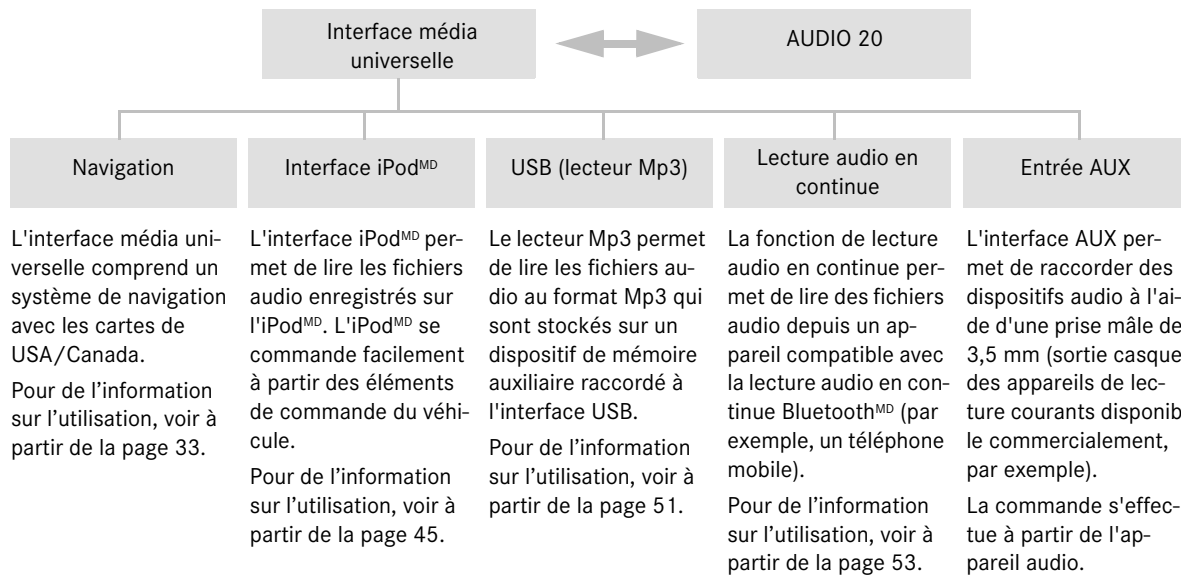 Interface média
universelle
AUDIO 20
Navigation
Interface iPodMD
USB (lecteur Mp3)
Lecture audio en
continue
Entrée AUX
L'interface média uni-
verselle comprend un
système de navigation
avec les cartes de
USA/Canada.
Pour de l’information
sur l’utilisation, voir à
partir de la page 33.
L'interface iPodMD per-
met de lire les fichiers
audio enregistrés sur
l'iPodMD. L'iPodMD se
commande facilement
à partir des éléments
de commande du véhi-
cule.
Pour de l’information
sur l’utilisation, voir à
partir de la page 45.
Le lecteur Mp3 permet
de lire les fichiers au-
dio au format Mp3 qui
sont stockés sur un
dispositif de mémoire
auxiliaire raccordé à
l'interface USB.
Pour de l’information
sur l’utilisation, voir à
partir de la page 51.
La fonction de lecture
audio en continue per-
met de lire des fichiers
audio depuis un ap-
pareil compatible avec
la lecture audio en con-
tinue BluetoothMD (par
exemple, un téléphone
mobile).
Pour de l’information
sur l’utilisation, voir à
partir de la page 53.
L'interface AUX per-
met de raccorder des
dispositifs audio à l'ai-
de d'une prise mâle de
3,5 mm (sortie casque
des appareils de lec-
ture courants disponib
le commercialement,
par exemple).
La commande s'effec-
tue à partir de l'ap-
pareil audio.